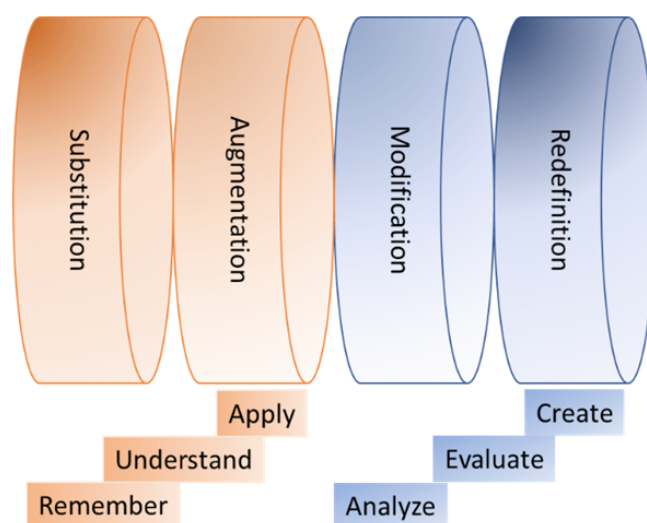 Substitution
Augmentation
Modification
Redefinition
Apply
Create
Understand
Evaluate
Remember
Analyze